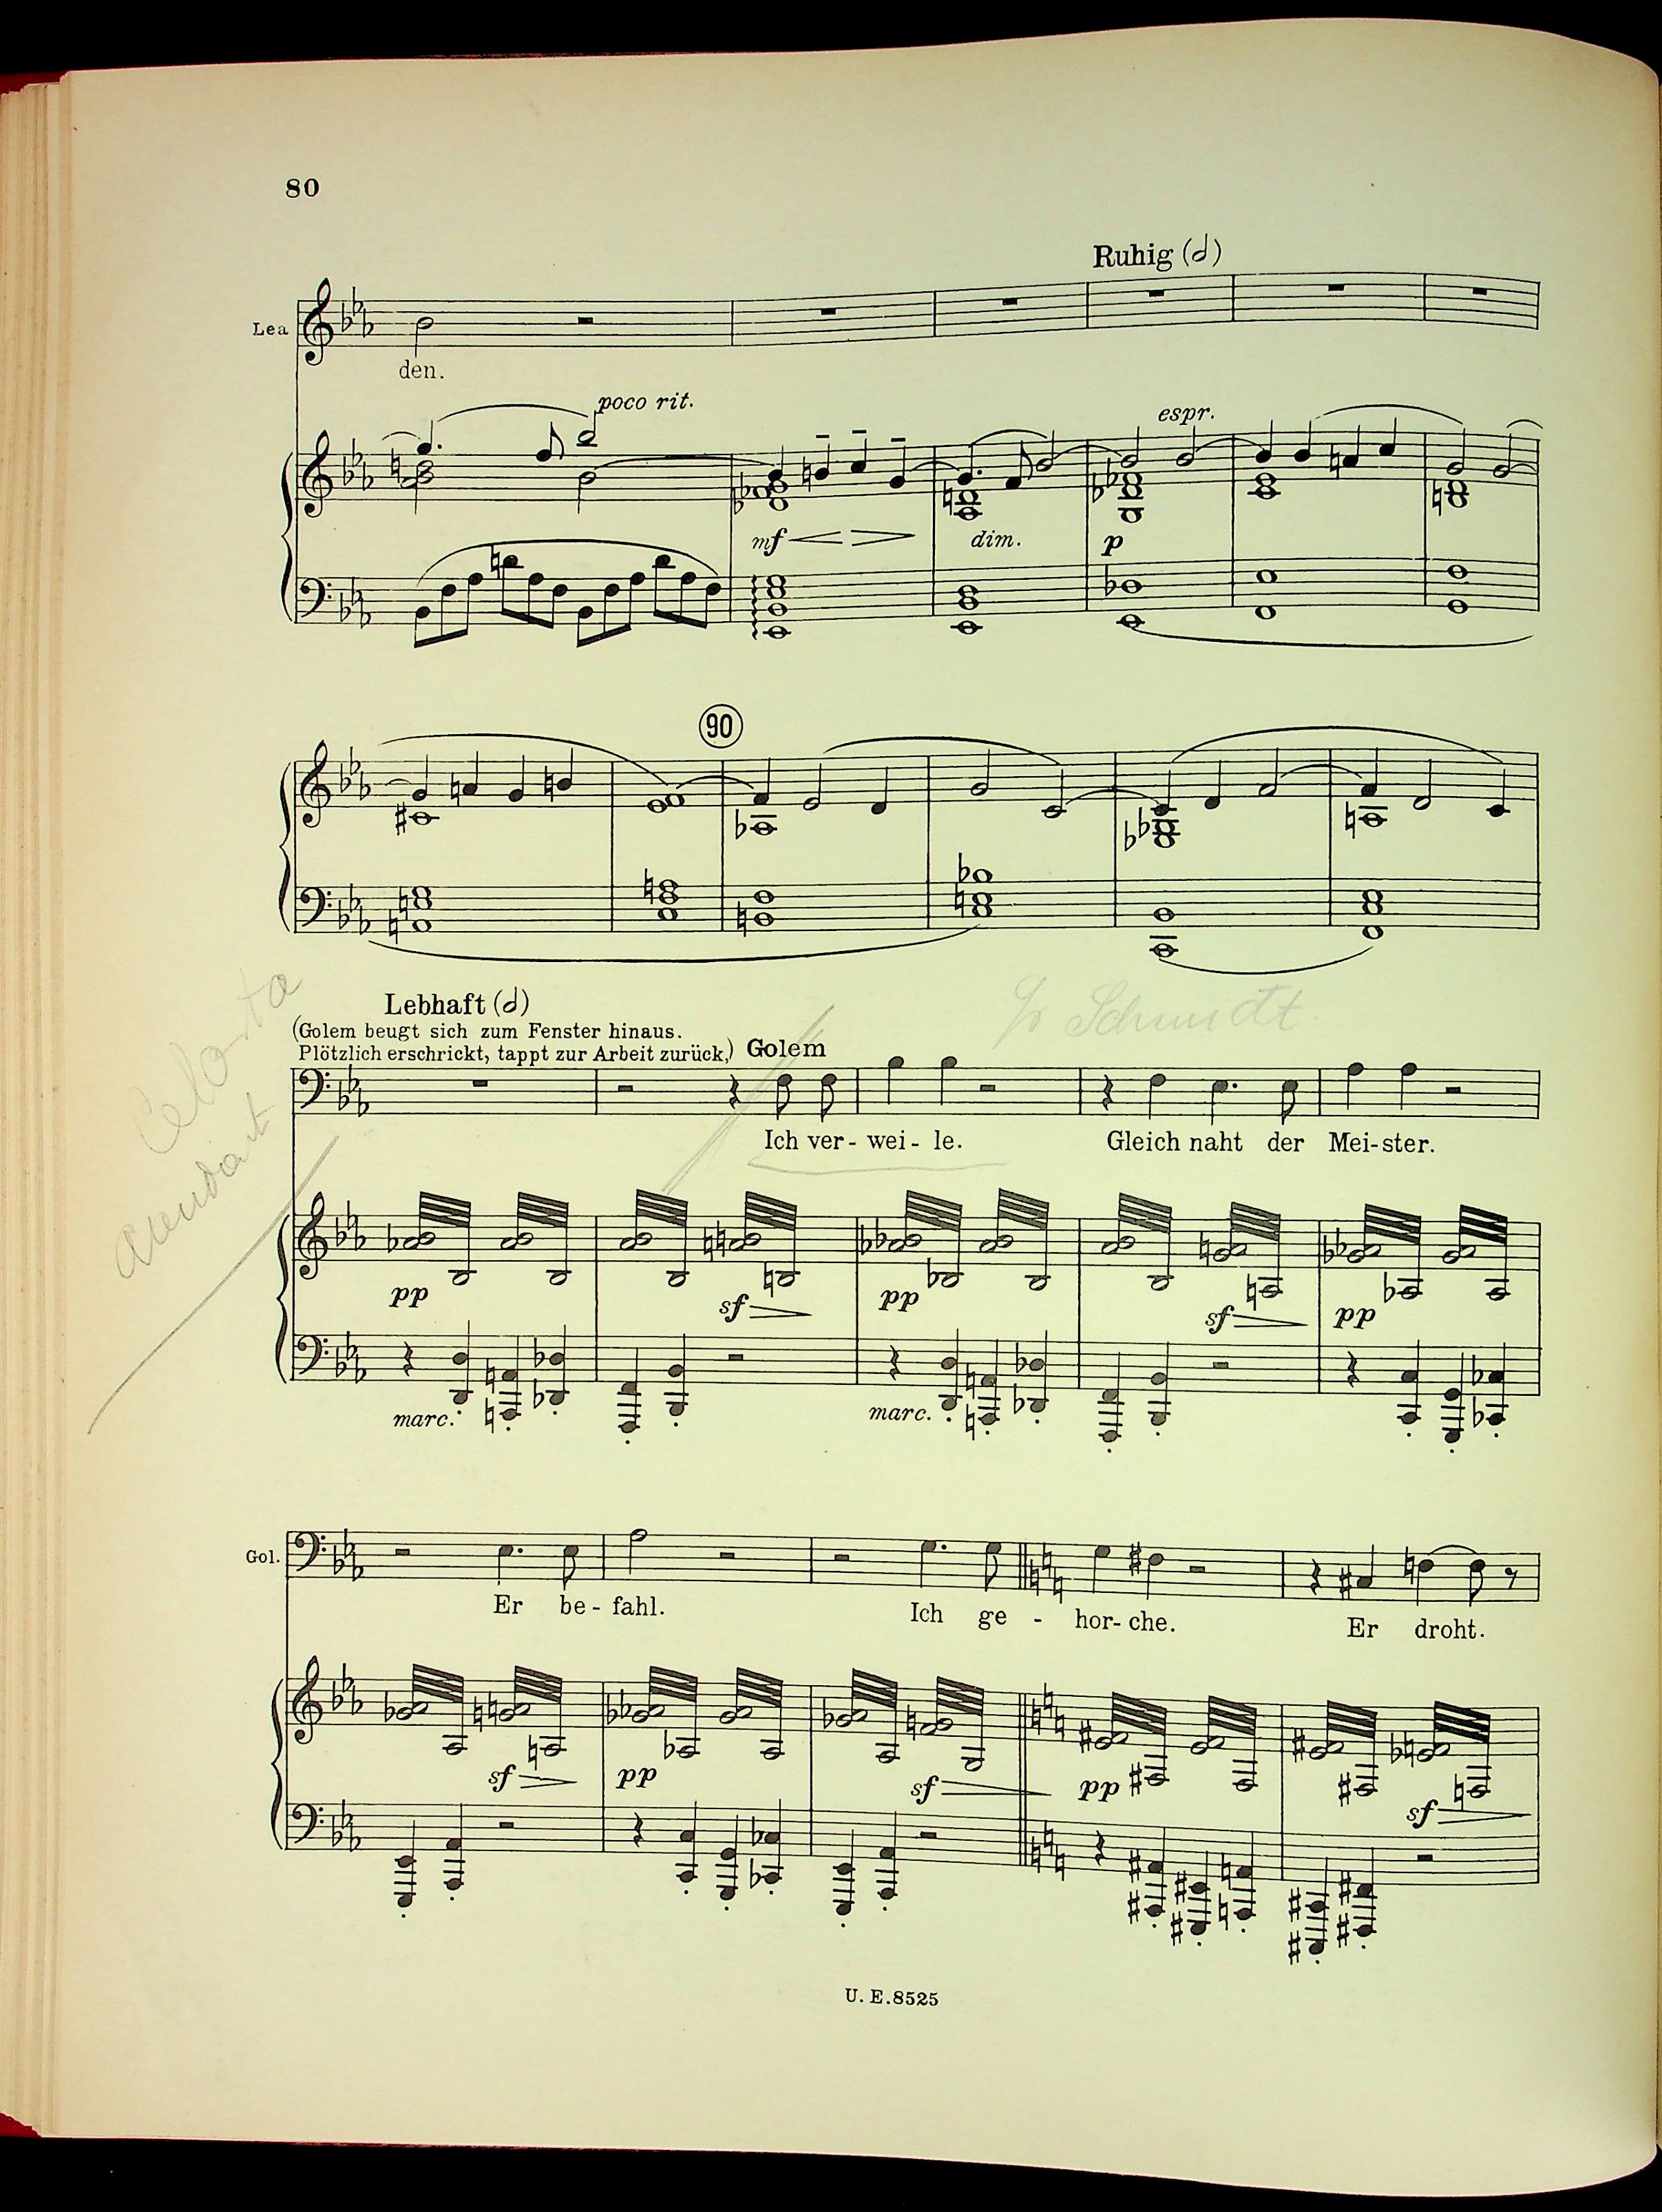 80
Ruhig
Lea
den.
poco rit.
espr.
mf
dim.
p
90
Lebhaft
(Golem beugt sich zum Fenster hinaus.
Plötzlich erschrickt, tappt zur Arbeit zurück,) Golem
Schmidt.
Ich ver- wei- le. Gleich naht der Mei-ster.
pp sf pp sf pp
marc. marc.
Gol.
Er be- fahl. Ich ge - hor- che. Er droht.
sf pp sf pp sf
U. E. 8525